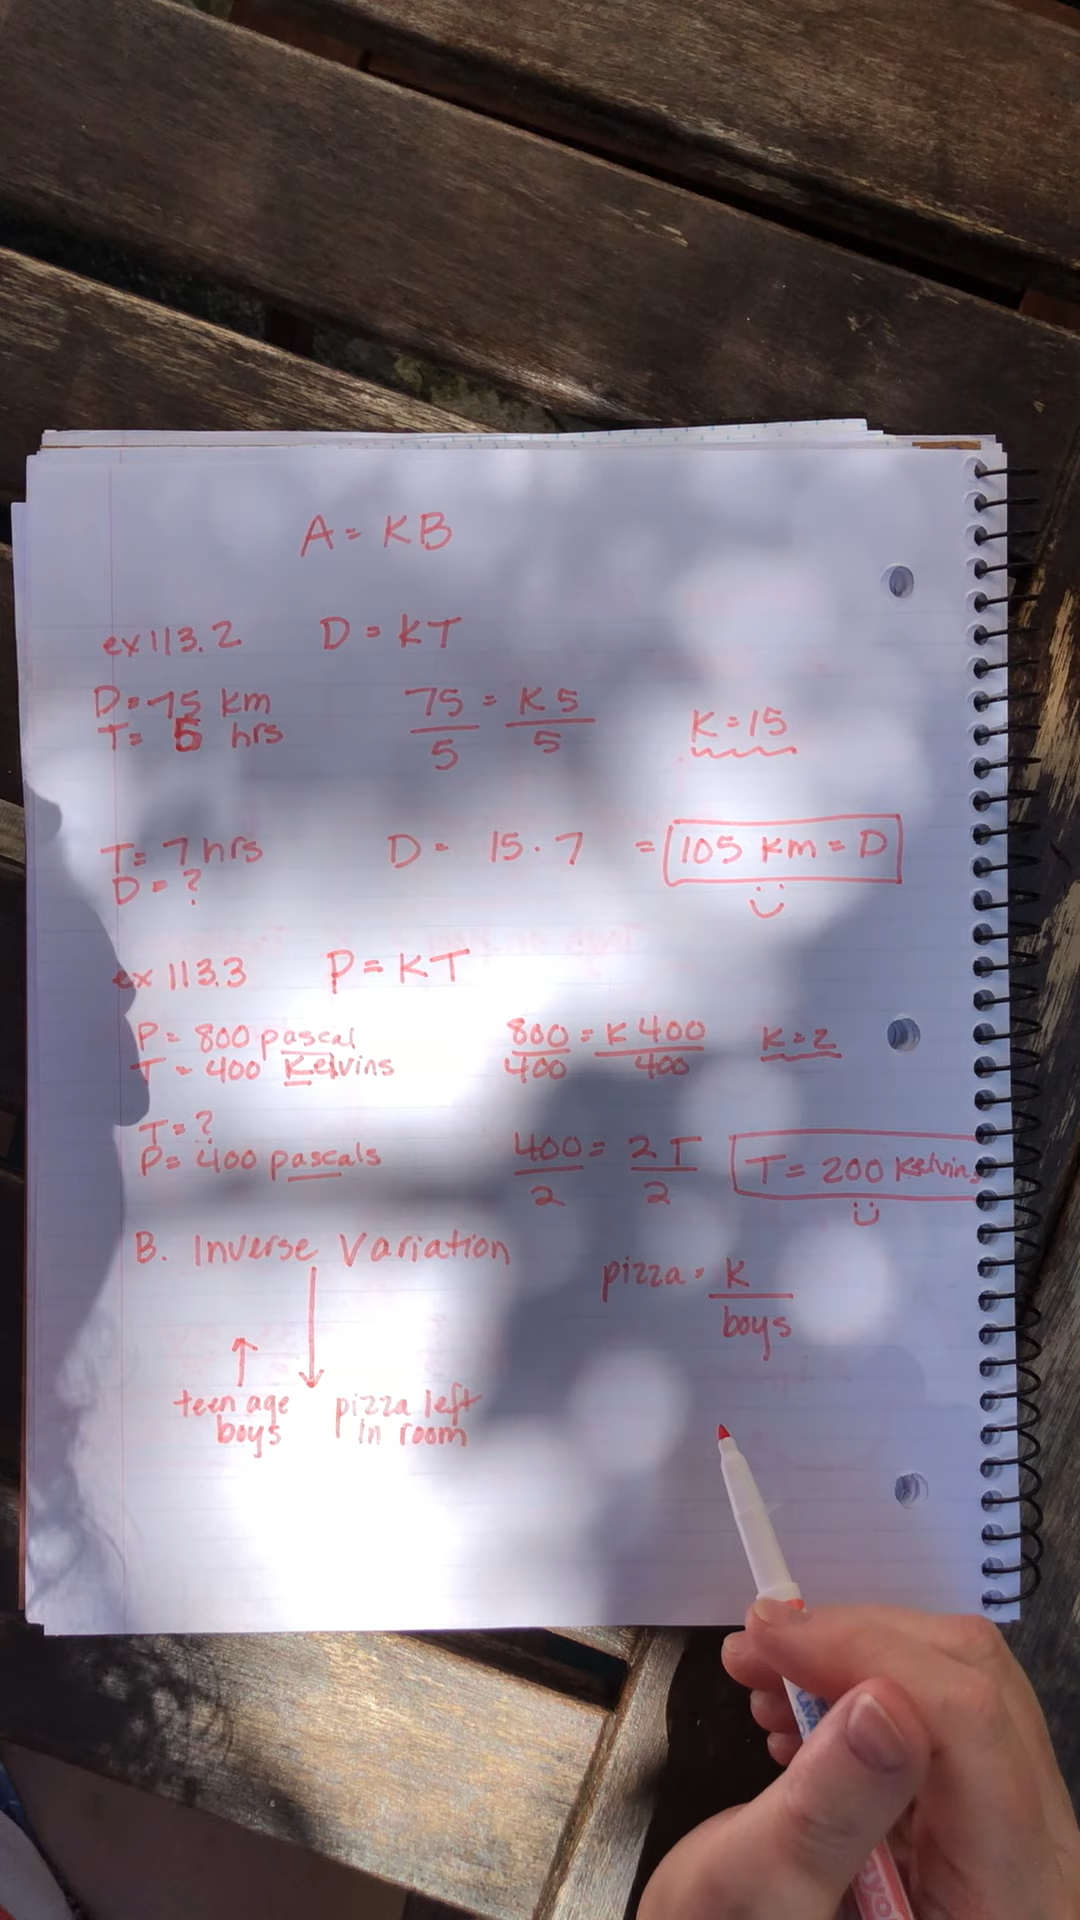 A = KB
ex 113.2 D = KT
D = 75 km
T = 5 hrs
75 = K 5
5 5
K = 15
T = 7 hrs
D = ?
D = 15 · 7 = 105 km = D
ex 113.3 P = KT
P = 800 pascal
T = 400 Kelvins
800 = K 400
400 400
K = 2
T = ?
P = 400 pascals
400 = 2 T
2 2
T = 200 Kelvins
B. Inverse Variation
pizza = K
boys
teen age
boys
pizza left
in room